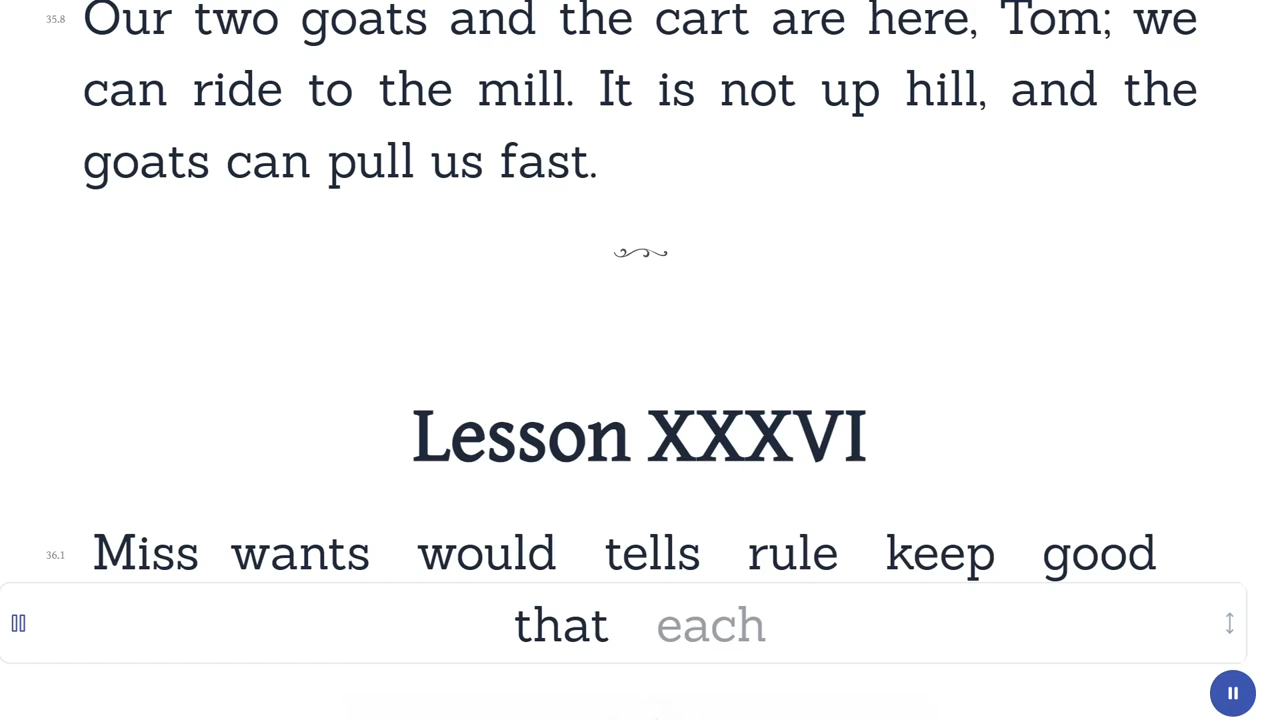 35.8
Our two goats and the cart are here, Tom; we
can ride to the mill. It is not up hill, and the
goats can pull us fast.
Lesson XXXVI
36.1
Miss wants would tells rule keep good
that each